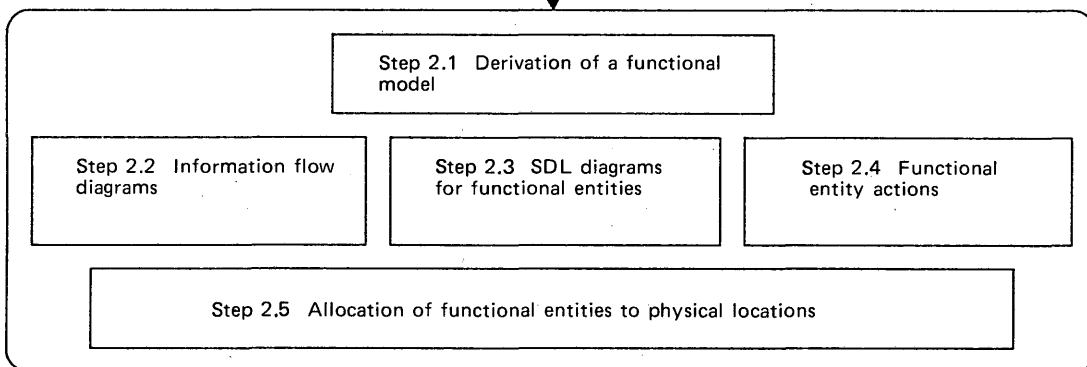 Step 2.1 Derivation of a functional
model
Step 2.2 Information flow
diagrams
Step 2.3 SDL diagrams
for functional entities
Step 2.4 Functional
entity actions
Step 2.5 Allocation of functional entities to physical locations